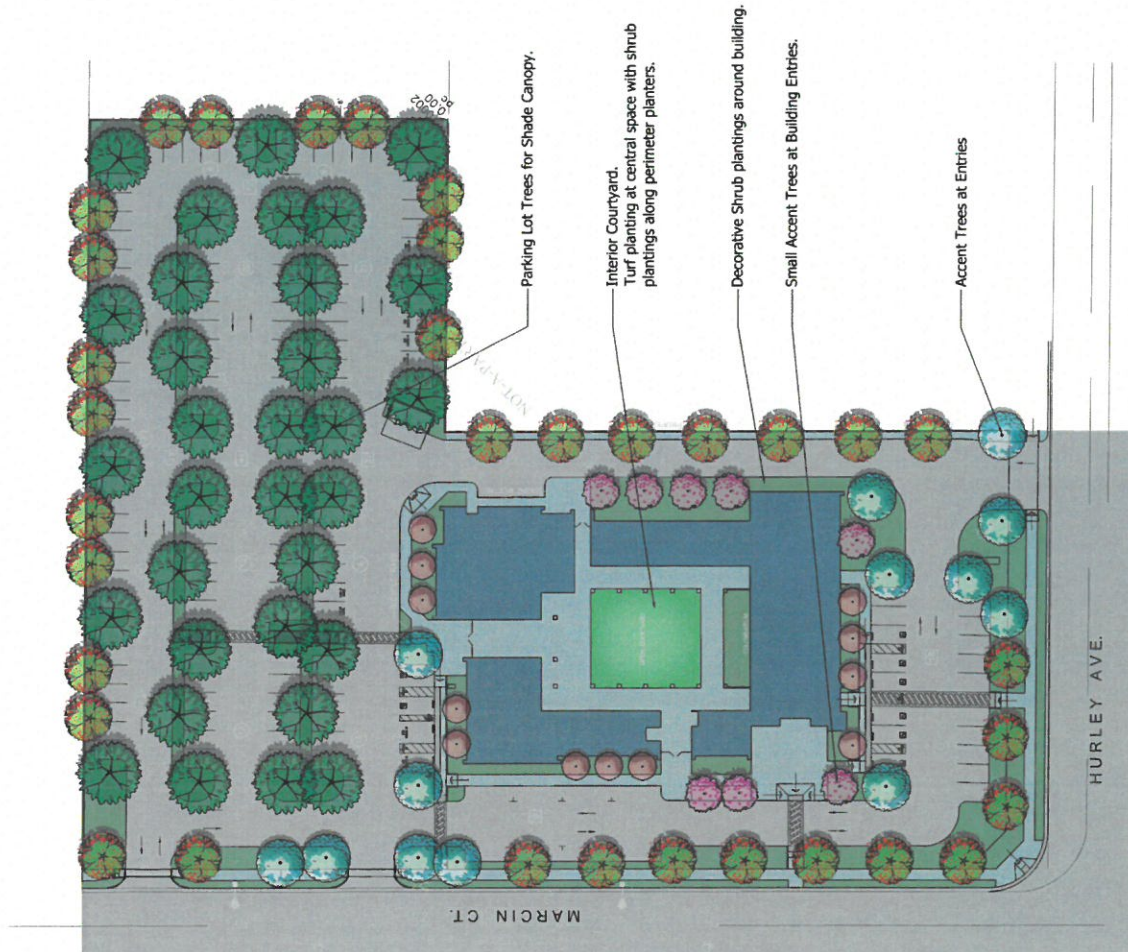 Parking Lot Trees for Shade Canopy.
Interior Courtyard.
Turf planting at central space with shrub
plantings along perimeter planters.
Decorative Shrub plantings around building.
Small Accent Trees at Building Entries.
Accent Trees at Entries
NOT-A-PAR
HURLEY AVE.
MARCIN CT.